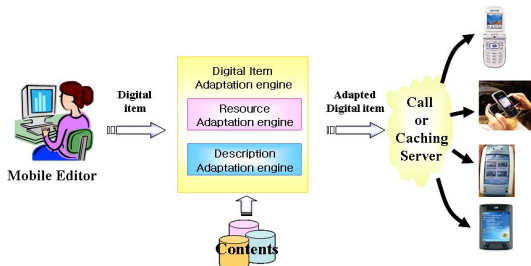 Mobile Editor
Digital
item
Digital Item
Adaptation engine
Resource
Adaptation engine
Description
Adaptation engine
Contents
Adapted
Digital item
Call
or
Caching
Server